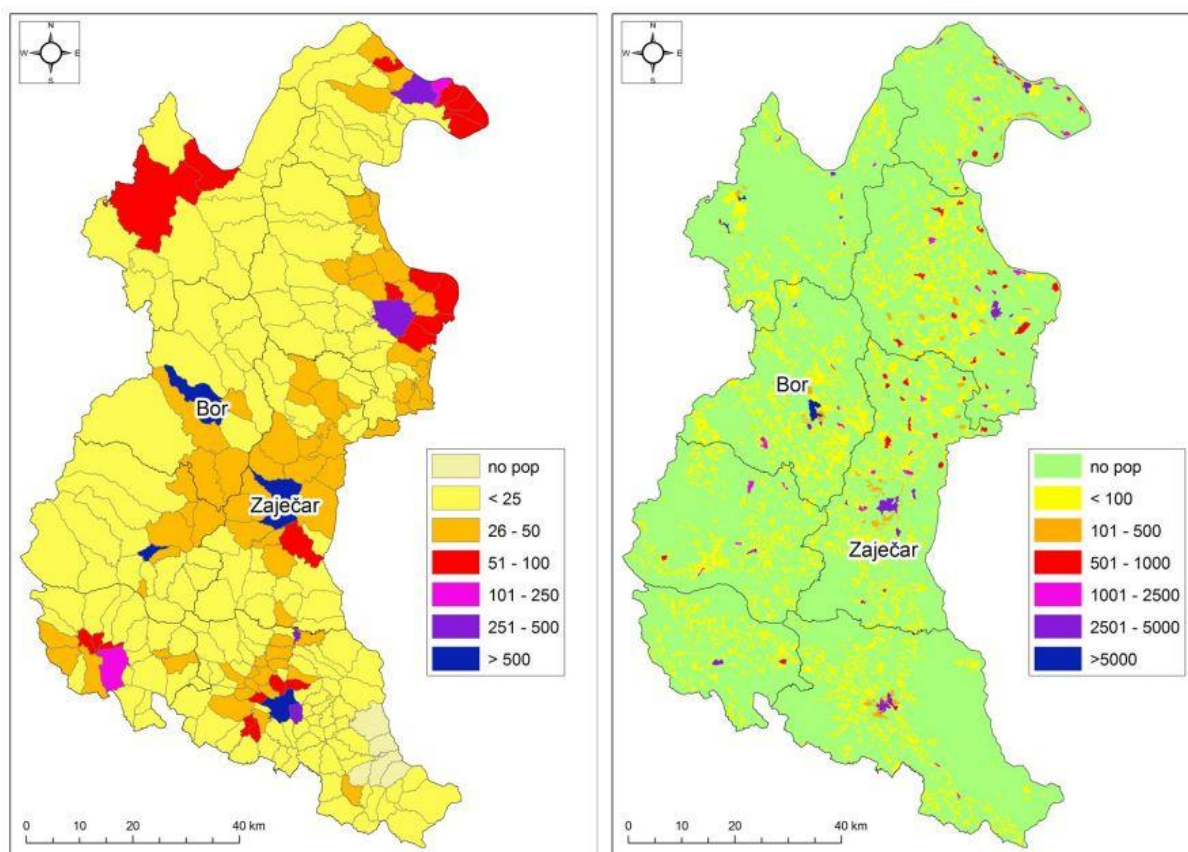 N
W E
S
Bor
Zaječar
no pop
< 25
26 - 50
51 - 100
101 - 250
251 - 500
> 500
0 10 20 40 km
N
W E
S
Bor
Zaječar
no pop
< 100
101 - 500
501 - 1000
1001 - 2500
2501 - 5000
>5000
0 10 20 40 km